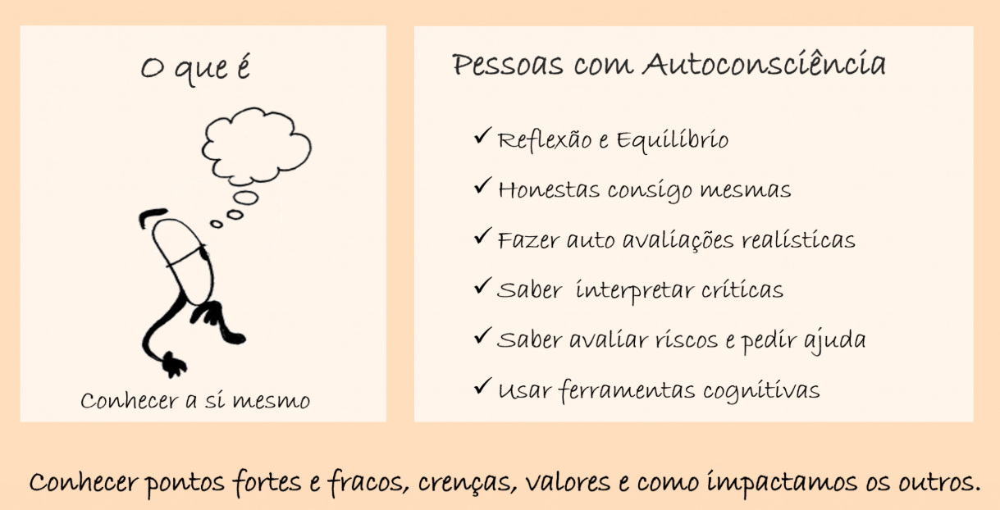 O que é
Conhecer a si mesmo
Pessoas com Autoconsciência
✓ Reflexão e Equilíbrio
✓ Honestas consigo mesmas
✓ Fazer auto avaliações realísticas
✓ Saber interpretar críticas
✓ Saber avaliar riscos e pedir ajuda
✓ Usar ferramentas cognitivas
Conhecer pontos fortes e fracos, crenças, valores e como impactamos os outros.